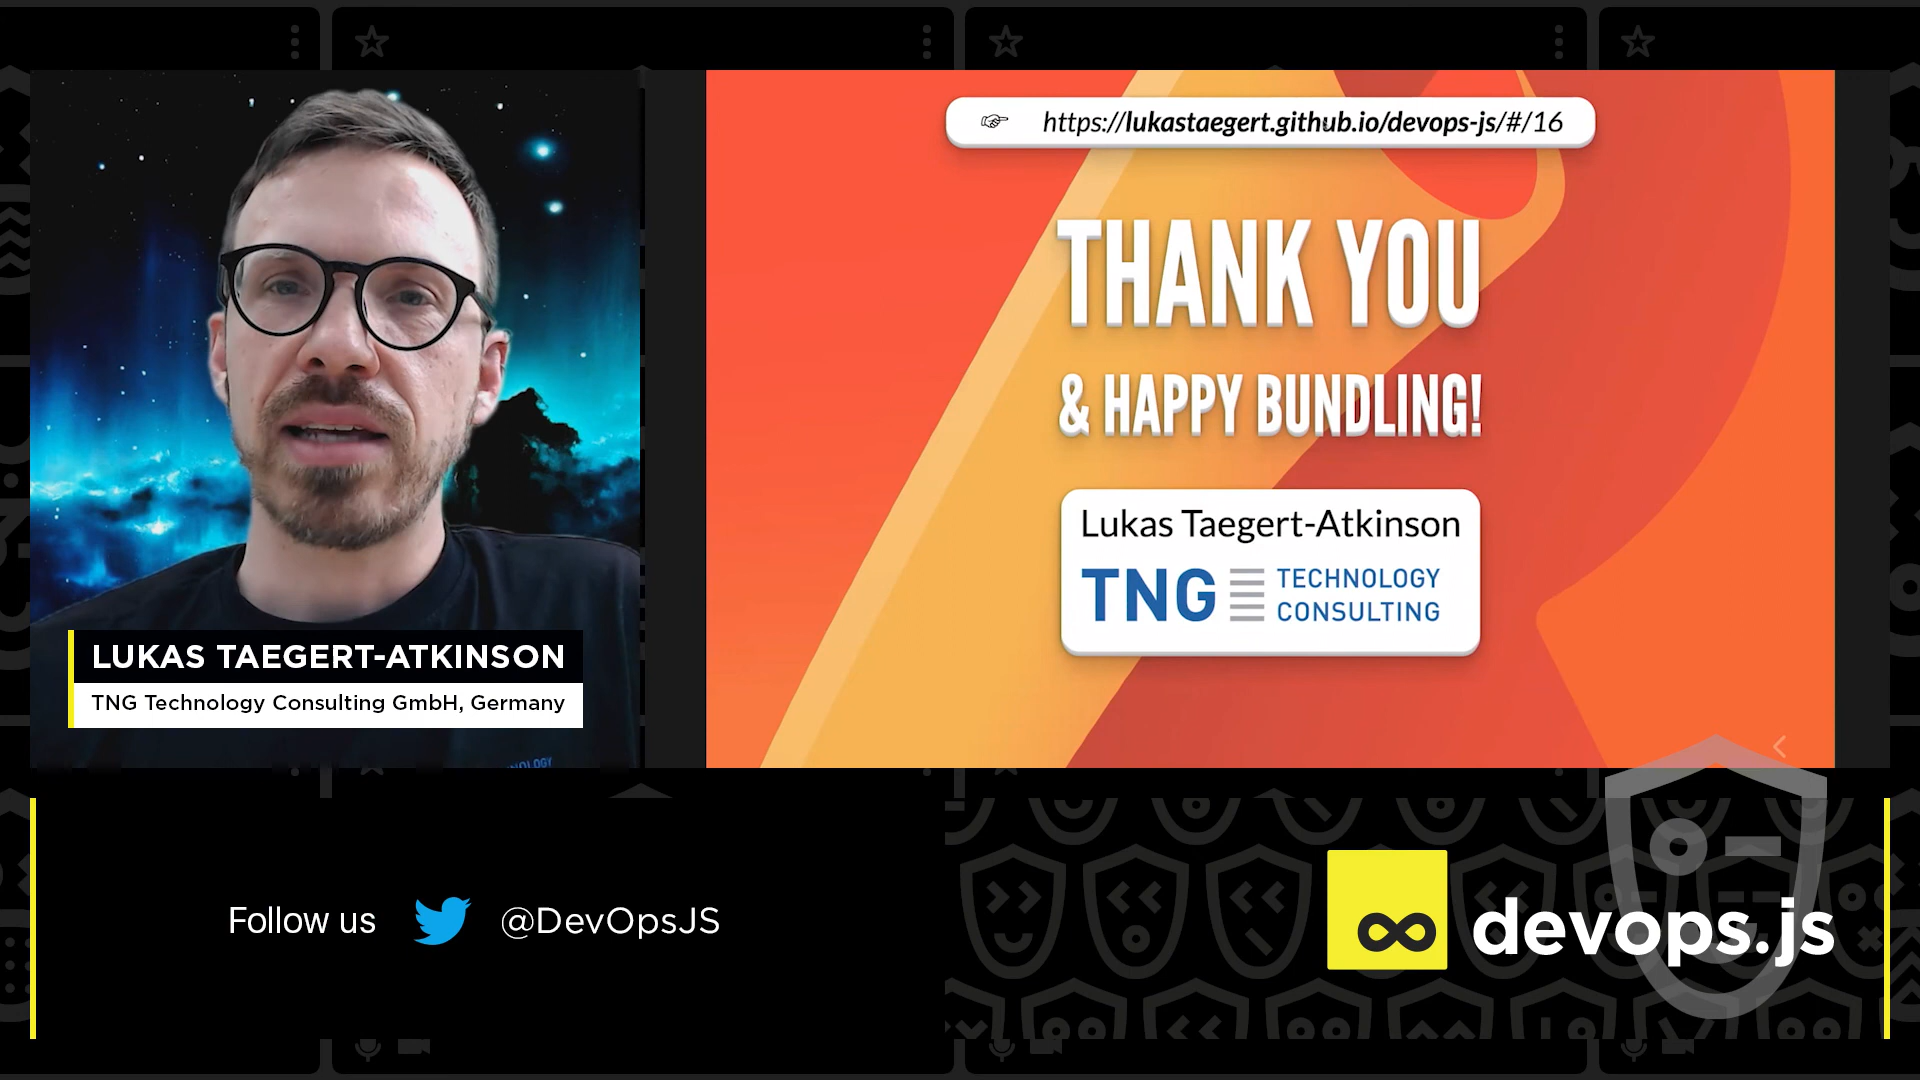 https://lukastaegert.github.io/devops-js/#/16
THANK YOU
& HAPPY BUNDLING!
Lukas Taegert-Atkinson
TNG TECHNOLOGY
CONSULTING
LUKAS TAEGERT-ATKINSON
TNG Technology Consulting GmbH, Germany
Follow us @DevOpsJS
devops.js